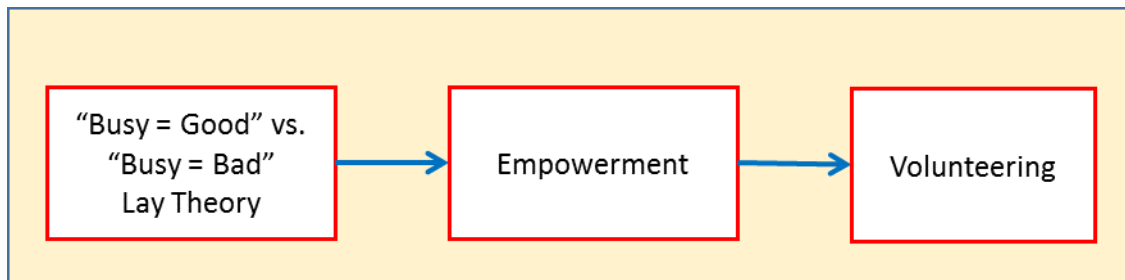 “Busy = Good” vs.
“Busy = Bad”
Lay Theory
Empowerment
Volunteering